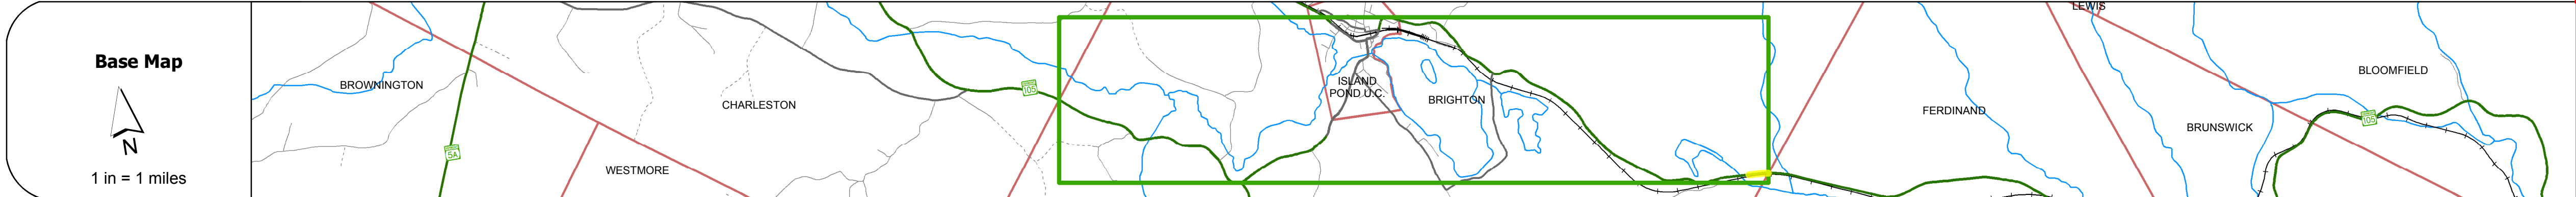 Base Map
N
1 in = 1 miles
BROWNINGTON
5A
CHARLESTON
WESTMORE
105
ISLAND
POND U.C.
BRIGHTON
FERDINAND
LEWIS
BRUNSWICK
BLOOMFIELD
105